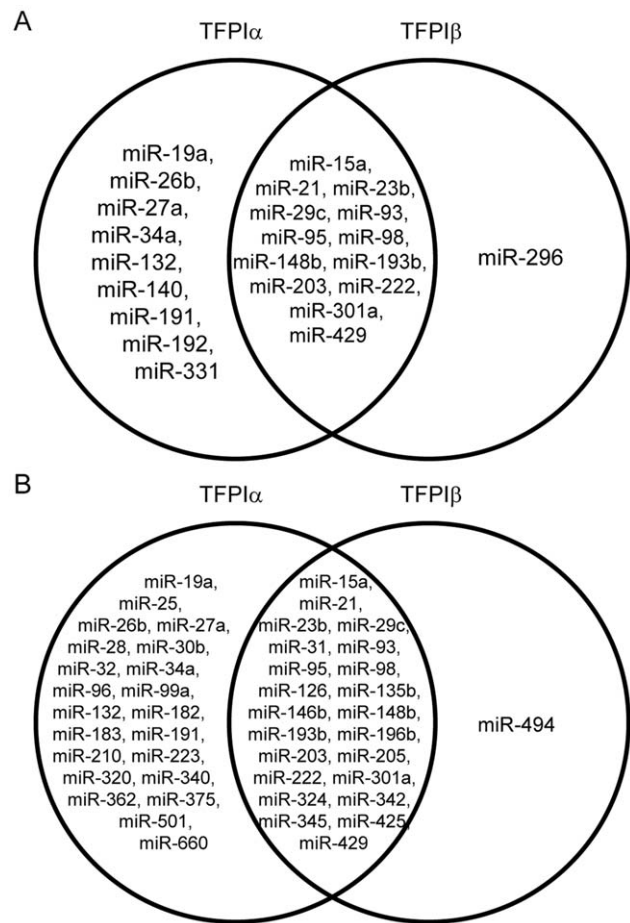 A
TFPIα TFPIβ
miR-19a,
miR-26b,
miR-27a,
miR-34a,
miR-132,
miR-140,
miR-191,
miR-192,
miR-331
miR-15a,
miR-21, miR-23b,
miR-29c, miR-93,
miR-95, miR-98,
miR-148b, miR-193b,
miR-203, miR-222,
miR-301a,
miR-429
miR-296
B
TFPIα TFPIβ
miR-19a,
miR-25,
miR-26b, miR-27a,
miR-28, miR-30b,
miR-32, miR-34a,
miR-96, miR-99a,
miR-132, miR-182,
miR-183, miR-191,
miR-210, miR-223,
miR-320, miR-340,
miR-362, miR-375,
miR-501,
miR-660
miR-15a,
miR-21,
miR-23b, miR-29c,
miR-31, miR-93,
miR-95, miR-98,
miR-126, miR-135b,
miR-146b, miR-148b,
miR-193b, miR-196b,
miR-203, miR-205,
miR-222, miR-301a,
miR-324, miR-342,
miR-345, miR-425,
miR-429
miR-494